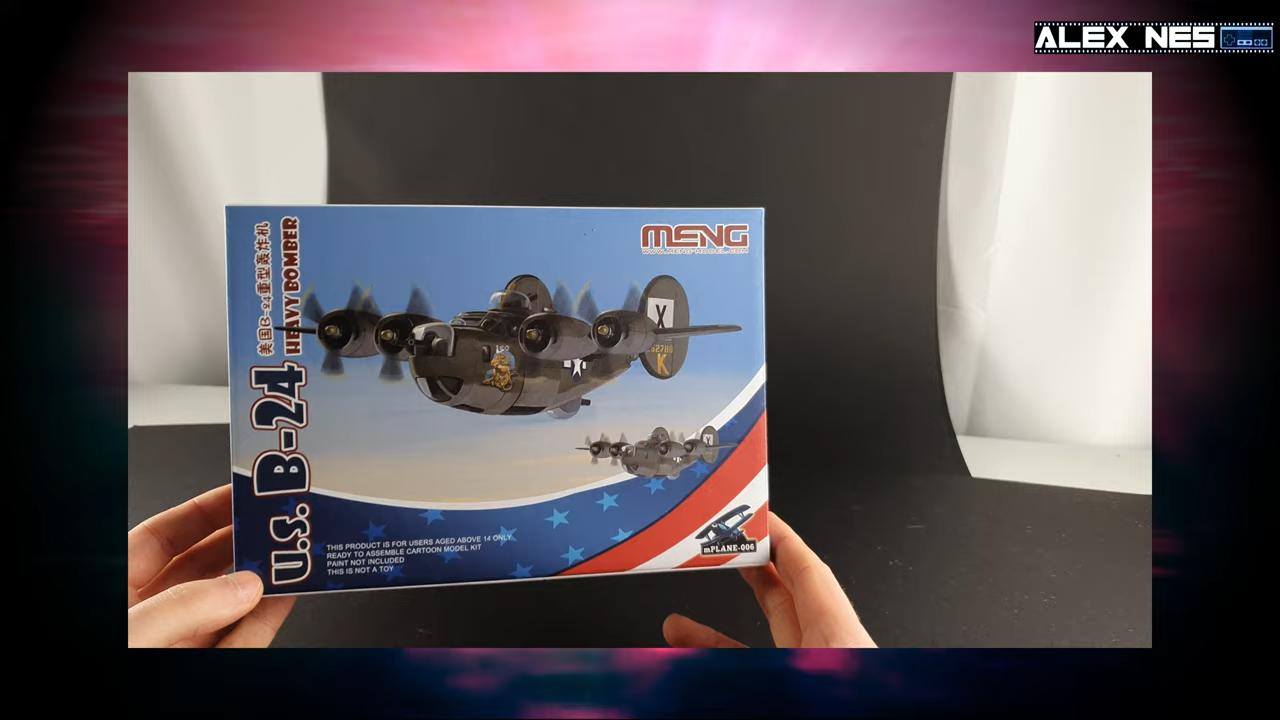 ALEX NES
MENG
WWW.MENG-MODEL.COM
美国B-24重型轰炸机
HEAVY BOMBER
U.S. B-24
X
K
THIS PRODUCT IS FOR USERS AGED ABOVE 14 ONLY
READY TO ASSEMBLE CARTOON MODEL KIT
PAINT NOT INCLUDED
THIS IS NOT A TOY
mPLANE-006